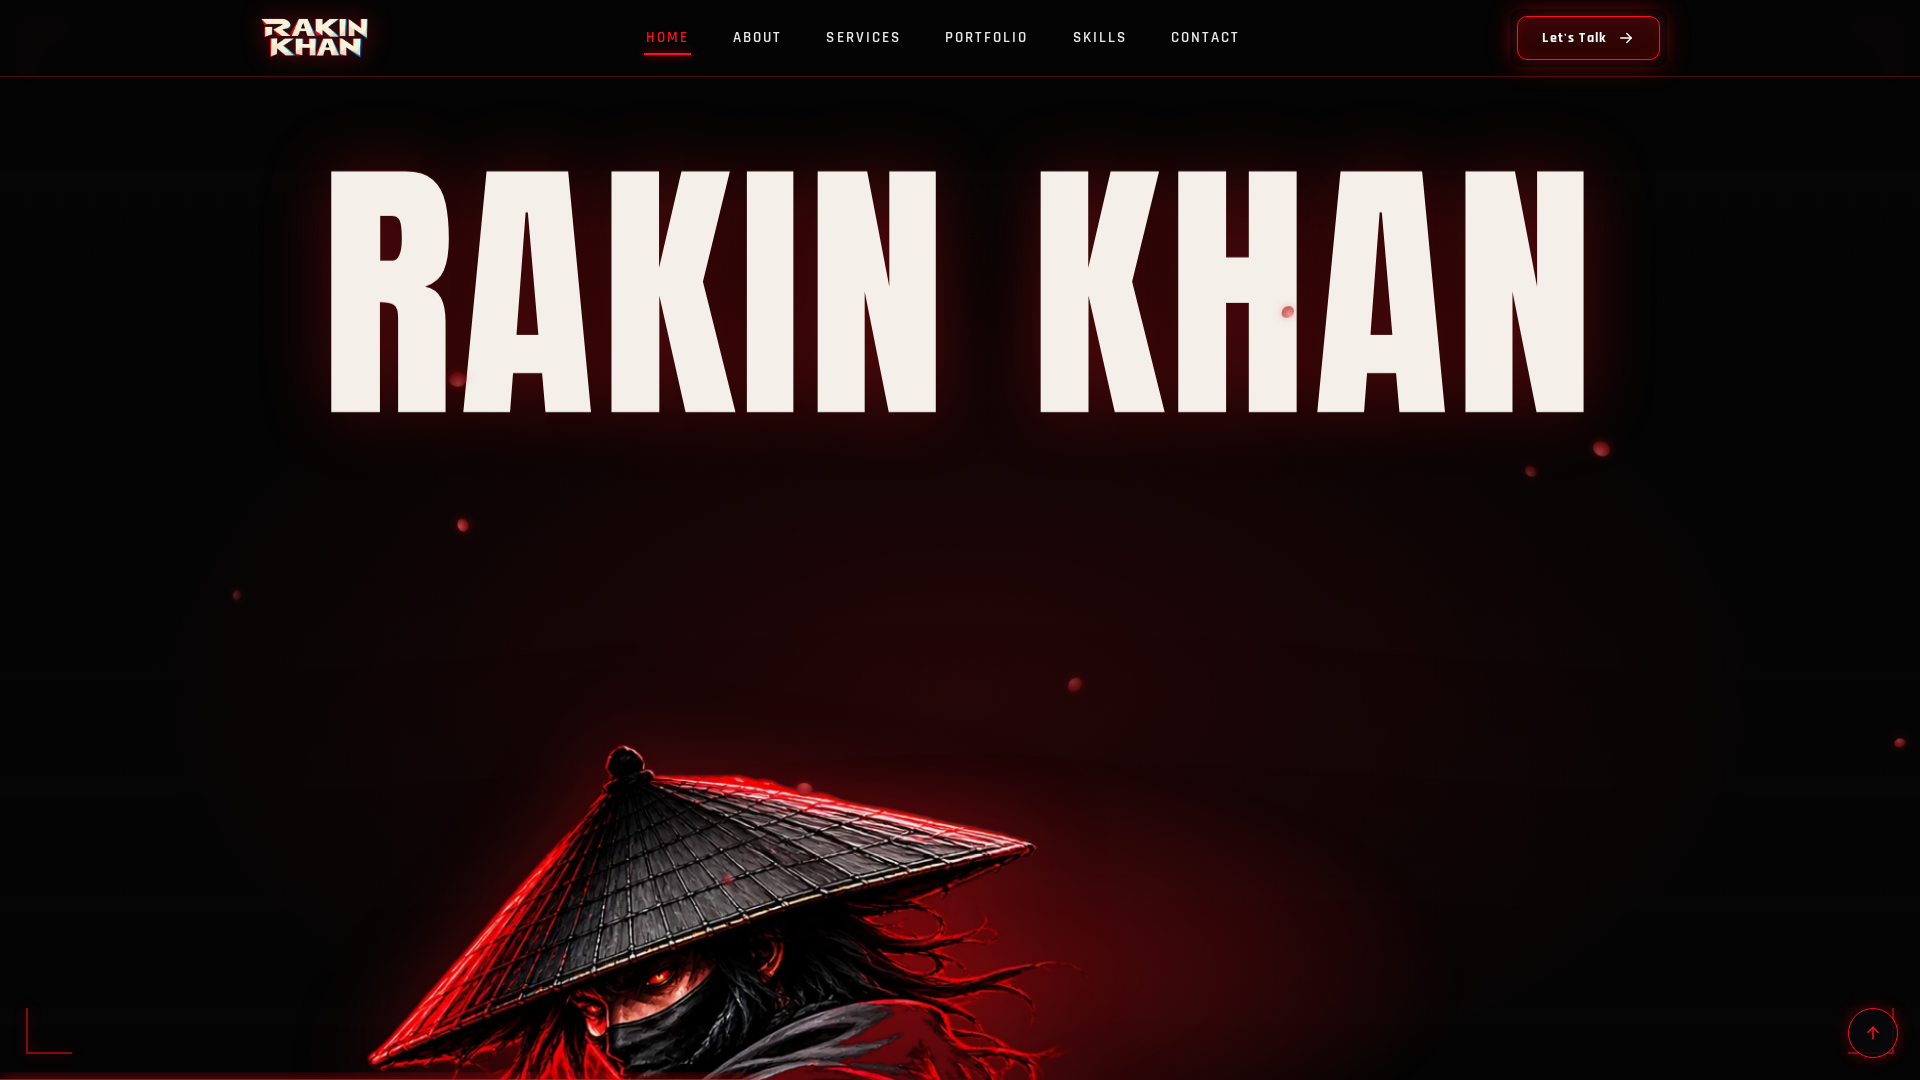 RAKIN
KHAN
HOME
ABOUT
SERVICES
PORTFOLIO
SKILLS
CONTACT
Let's Talk
RAKIN KHAN